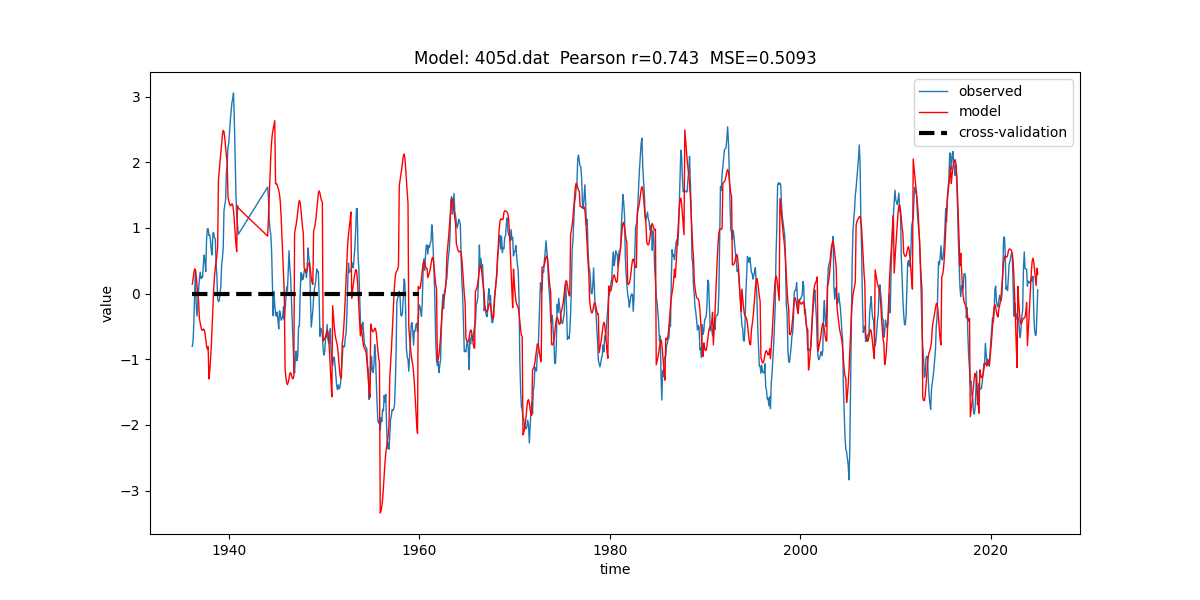 Model: 405d.dat  Pearson r=0.743  MSE=0.5093
observed
model
cross-validation
3
2
1
0
−1
−2
−3
value
1940
1960
1980
2000
2020
time